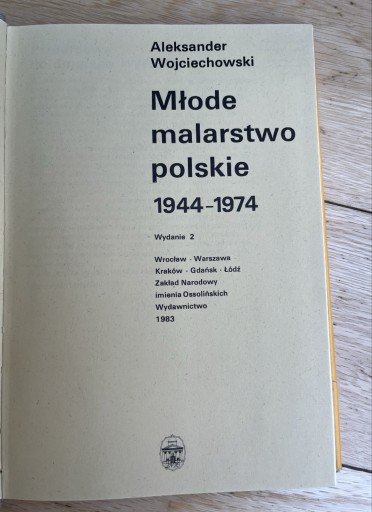 Aleksander
Wojciechowski
Młode
malarstwo
polskie
1944-1974
Wydanie 2
Wrocław · Warszawa
Kraków · Gdańsk · Łódź
Zakład Narodowy
imienia Ossolińskich
Wydawnictwo
1983